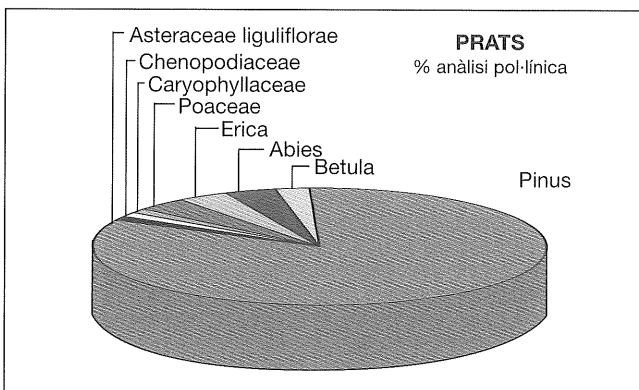 PRATS
% anàlisi pol·línica
Asteraceae liguliflorae
Chenopodiaceae
Caryophyllaceae
Poaceae
Erica
Abies
Betula
Pinus